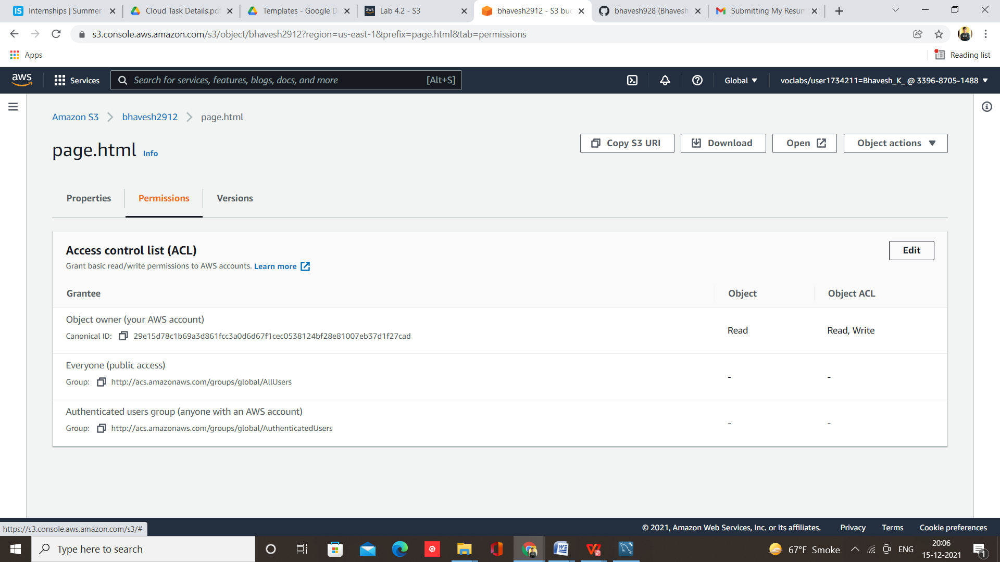 Internships | Summer
Cloud Task Details.pdf
Templates - Google D
Lab 4.2 - S3
bhavesh2912 - S3 buc
bhavesh928 (Bhavesh
Submitting My Resum
s3.console.aws.amazon.com/s3/object/bhavesh2912?region=us-east-1&prefix=page.html&tab=permissions
Apps
Reading list
aws
Services
Search for services, features, blogs, docs, and more
[Alt+S]
Global
voclabs/user1734211=Bhavesh_K_ @ 3396-8705-1488
Amazon S3
bhavesh2912
page.html
page.html
Info
Copy S3 URI
Download
Open
Object actions
Properties
Permissions
Versions
Access control list (ACL)
Edit
Grant basic read/write permissions to AWS accounts. Learn more
Grantee
Object
Object ACL
Object owner (your AWS account)
Canonical ID: 29e15d78c1b69a3d861fcc3a0d6d67f1cec0538124bf28e81007eb37d1f27cad
Read
Read, Write
Everyone (public access)
Group: http://acs.amazonaws.com/groups/global/AllUsers
-
-
Authenticated users group (anyone with an AWS account)
Group: http://acs.amazonaws.com/groups/global/AuthenticatedUsers
-
-
https://s3.console.aws.amazon.com/s3/#
© 2021, Amazon Web Services, Inc. or its affiliates.
Privacy
Terms
Cookie preferences
Type here to search
67°F Smoke
ENG
20:06
15-12-2021
1